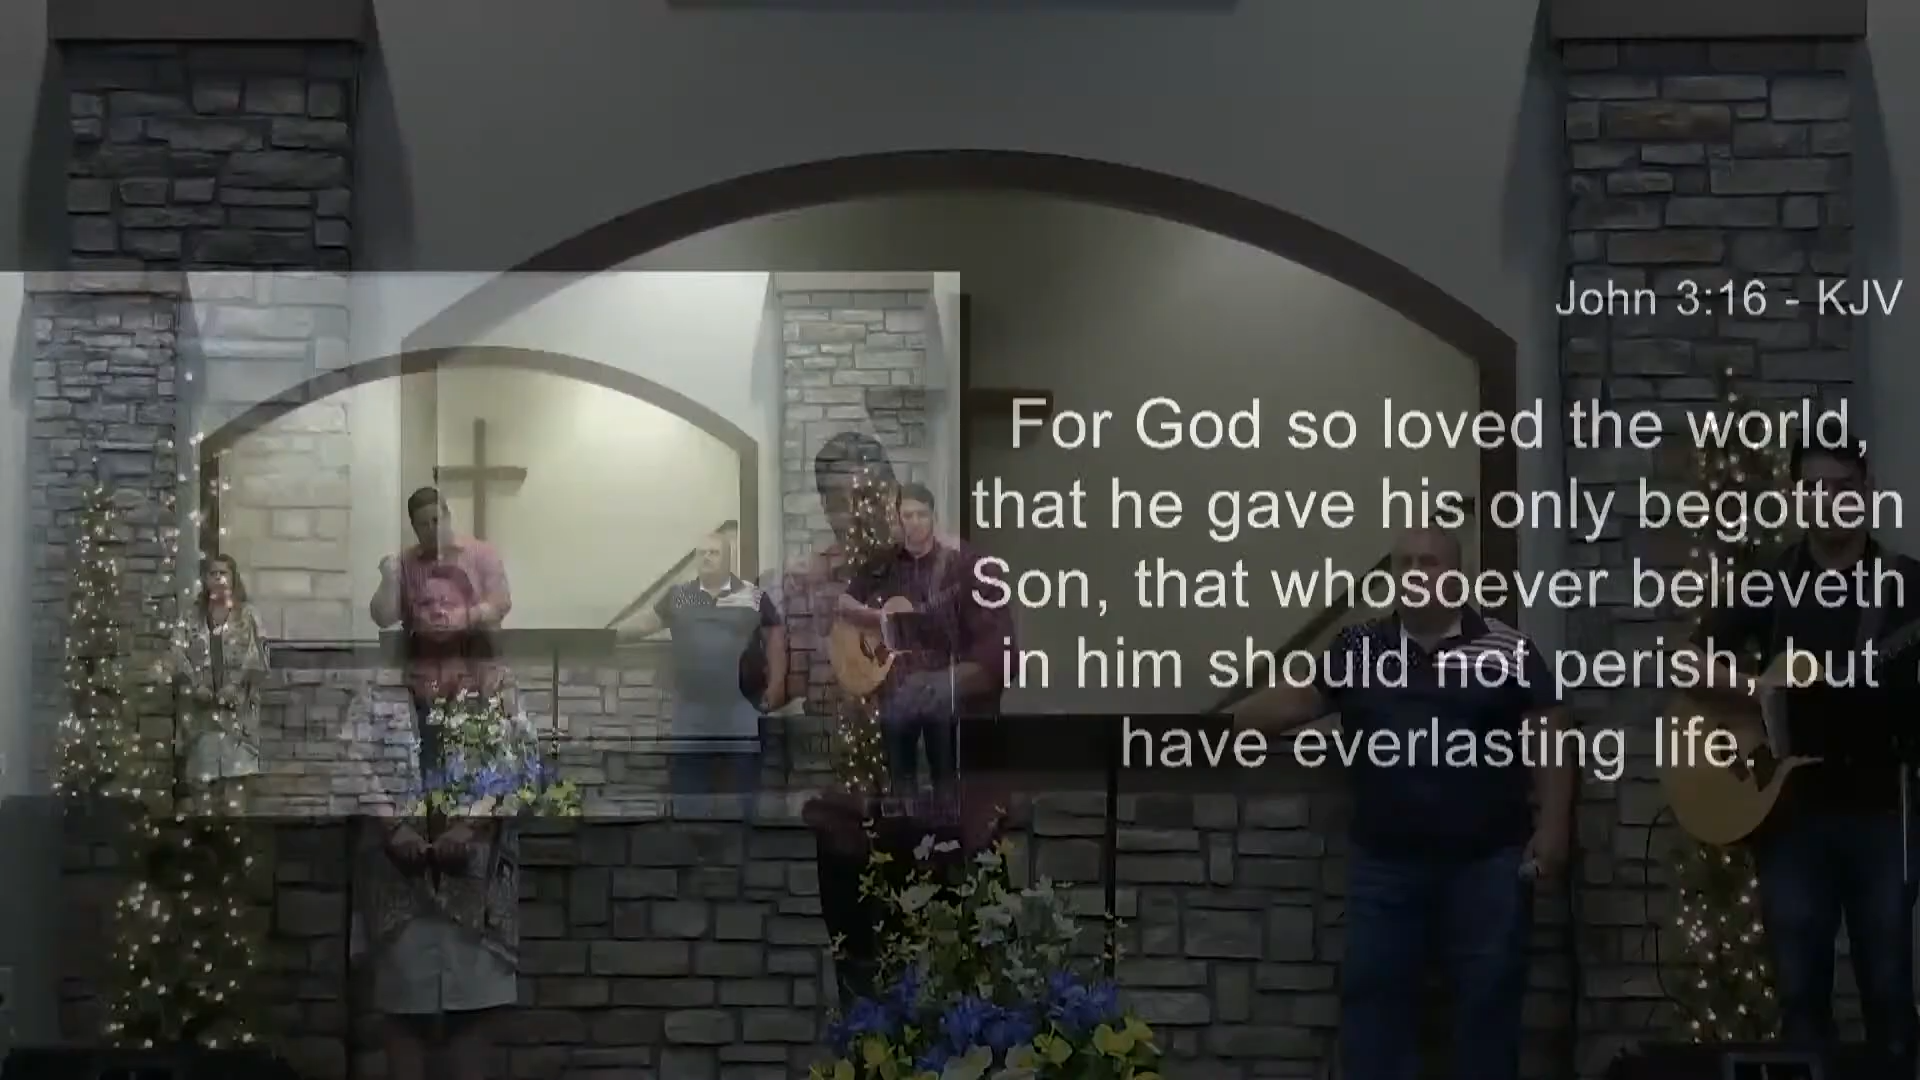 John 3:16 - KJV
For God so loved the world,
that he gave his only begotten
Son, that whosoever believeth
in him should not perish, but
have everlasting life.